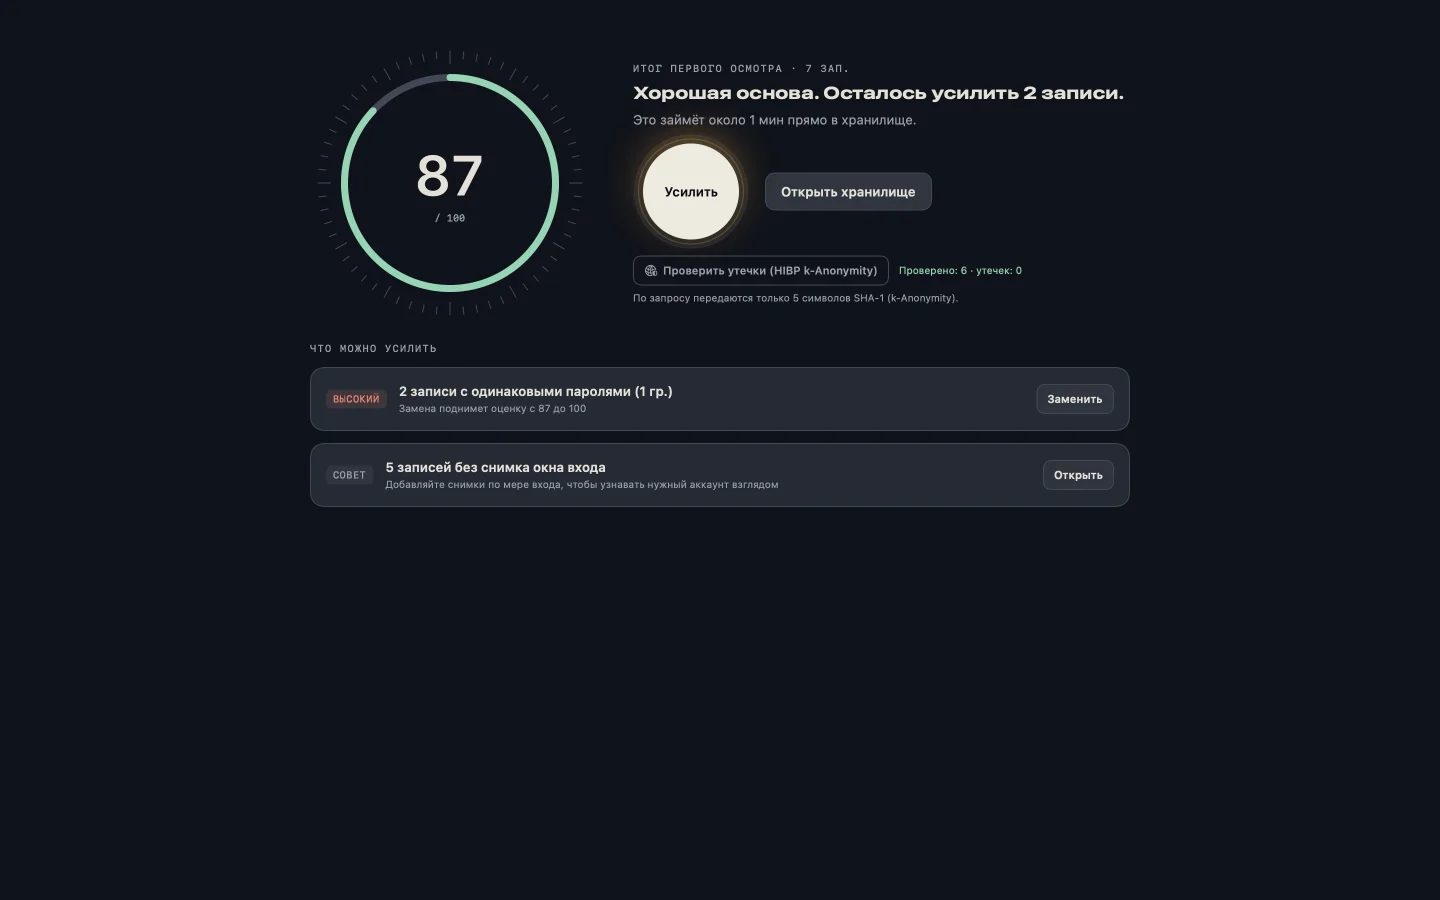 87
/ 100
ИТОГ ПЕРВОГО ОСМОТРА · 7 ЗАП.
Хорошая основа. Осталось усилить 2 записи.
Это займёт около 1 мин прямо в хранилище.
Усилить
Открыть хранилище
Проверить утечки (HIBP k-Anonymity)
Проверено: 6 · утечек: 0
По запросу передаются только 5 символов SHA-1 (k-Anonymity).
ЧТО МОЖНО УСИЛИТЬ
ВЫСОКИЙ
2 записи с одинаковыми паролями (1 гр.)
Замена поднимет оценку с 87 до 100
Заменить
СОВЕТ
5 записей без снимка окна входа
Добавляйте снимки по мере входа, чтобы узнавать нужный аккаунт взглядом
Открыть